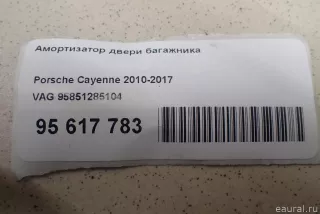 Амортизатор двери багажника
Porsche Cayenne 2010-2017
VAG 95851285104
95 617 783
eaural.ru